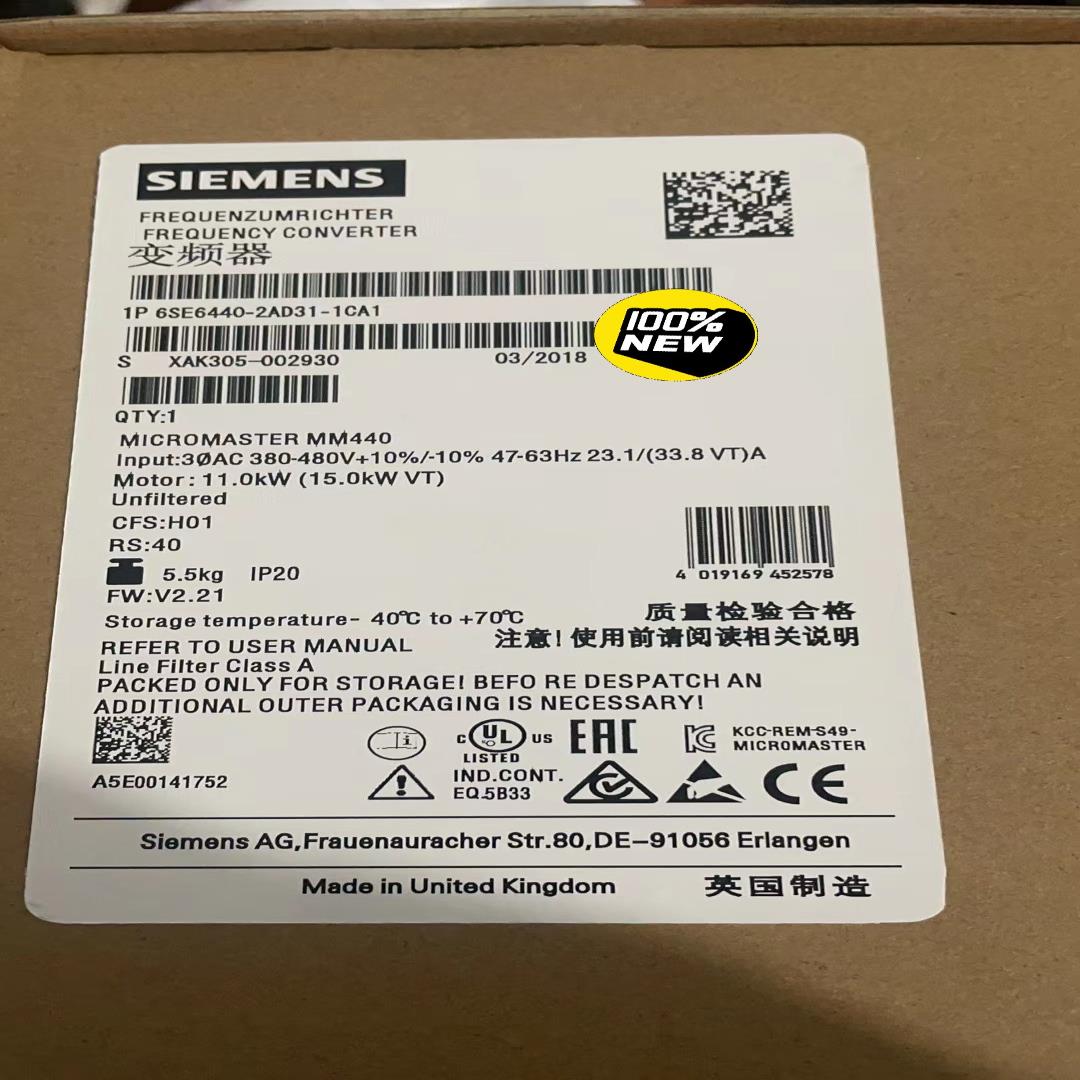 SIEMENS
FREQUENZUMRICHTER
FREQUENCY CONVERTER
变频器
1P 6SE6440-2AD31-1CA1
100%
NEW
S XAK305-002930 03/2018
QTY:1
MICROMASTER MM440
Input:3ØAC 380-480V+10%/-10% 47-63Hz 23.1/(33.8 VT)A
Motor: 11.0kW (15.0kW VT)
Unfiltered
CFS:H01
RS:40
5.5kg IP20
4 019169 452578
FW:V2.21
Storage temperature- 40℃ to +70℃
质量检验合格
REFER TO USER MANUAL
注意!使用前请阅读相关说明
Line Filter Class A
PACKED ONLY FOR STORAGE! BEFO RE DESPATCH AN
ADDITIONAL OUTER PACKAGING IS NECESSARY!
A5E00141752
i
c UL US
LISTED
IND.CONT.
EQ.5B33
EAC
KCC-REM-S49-
MICROMASTER
CE
Siemens AG,Frauenauracher Str.80,DE-91056 Erlangen
Made in United Kingdom 英国制造